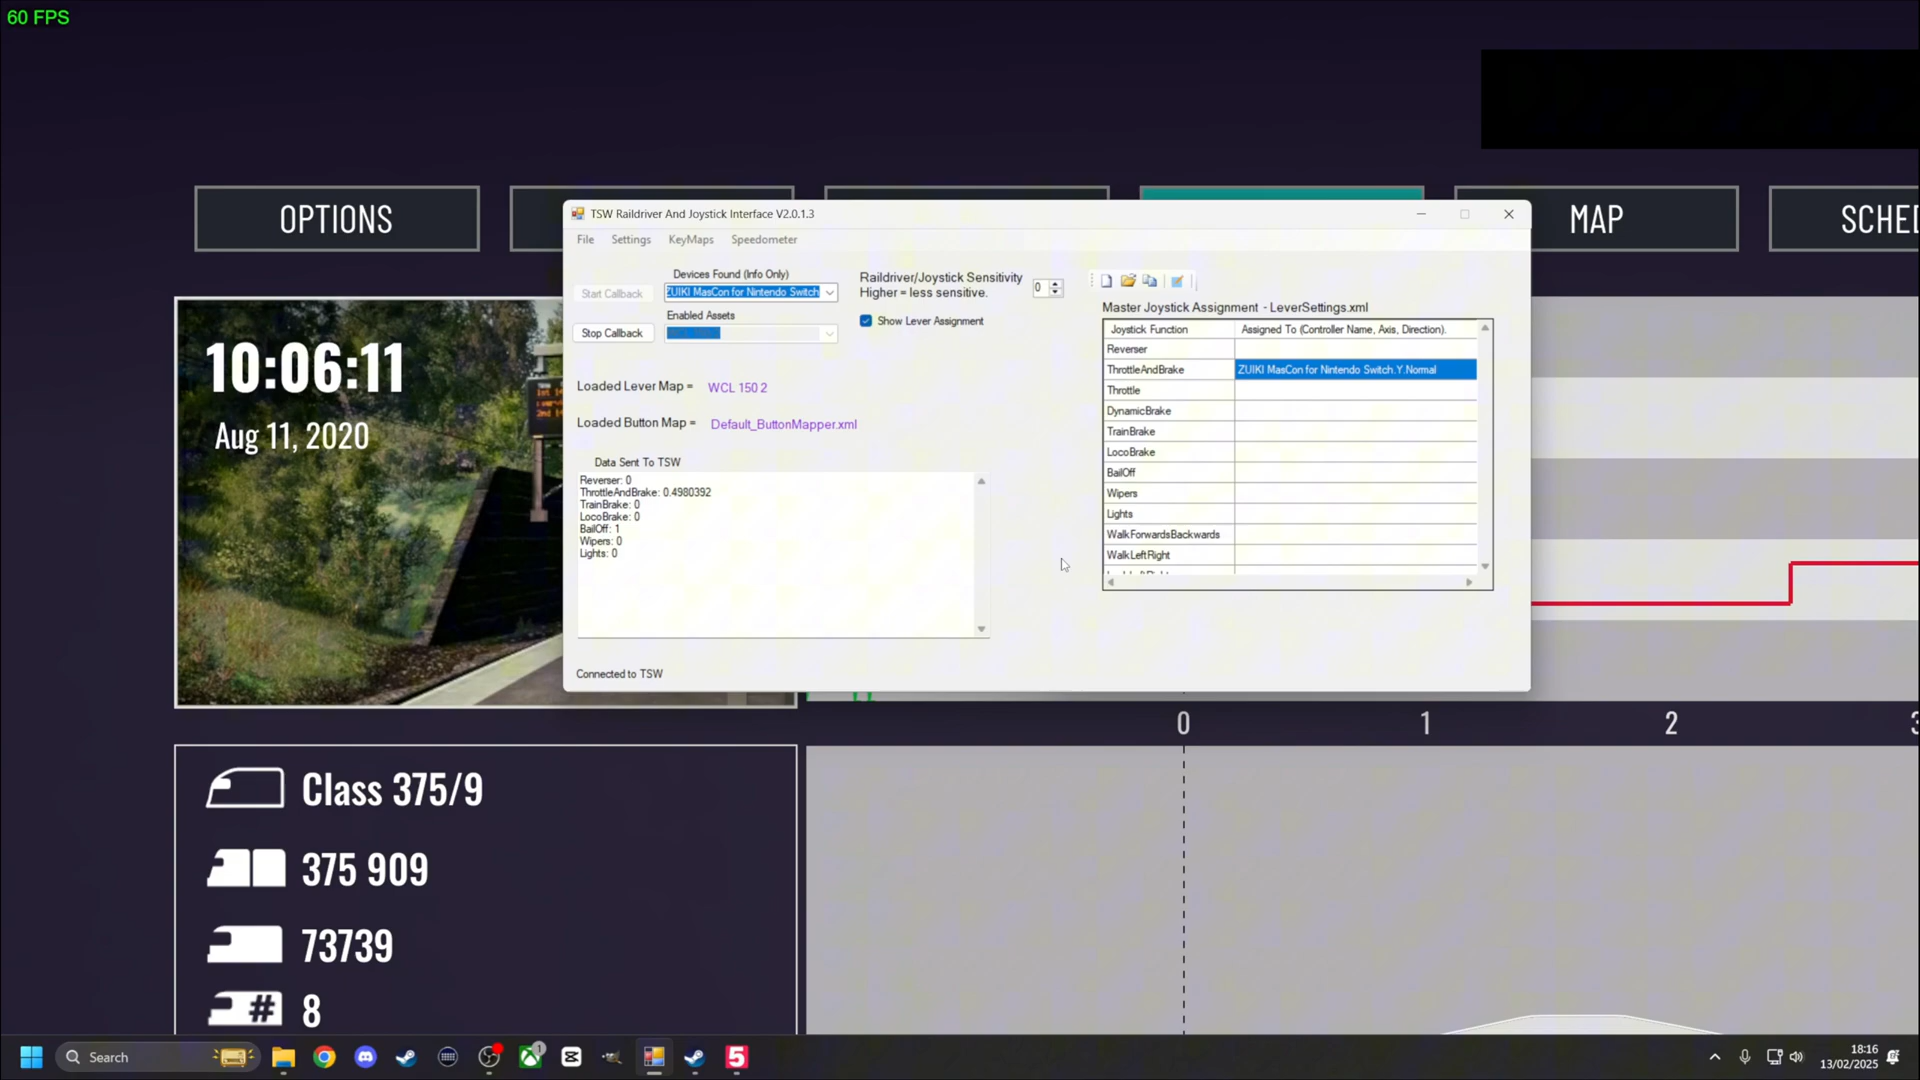 60 FPS
OPTIONS
MAP
SCHED
TSW Raildriver And Joystick Interface V2.0.1.3
File Settings KeyMaps Speedometer
Devices Found (Info Only)
Start Callback
ZUIKI MasCon for Nintendo Switch
Enabled Assets
Stop Callback
Raildriver/Joystick Sensitivity
Higher = less sensitive.
0
Show Lever Assignment
Loaded Lever Map = WCL 150 2
Loaded Button Map = Default_ButtonMapper.xml
Data Sent To TSW
Reverser: 0
ThrottleAndBrake: 0.4980392
TrainBrake: 0
LocoBrake: 0
BailOff: 1
Wipers: 0
Lights: 0
Connected to TSW
Master Joystick Assignment - LeverSettings.xml
Joystick Function Assigned To (Controller Name, Axis, Direction).
Reverser
ThrottleAndBrake ZUIKI MasCon for Nintendo Switch.Y.Normal
Throttle
DynamicBrake
TrainBrake
LocoBrake
BailOff
Wipers
Lights
WalkForwardsBackwards
WalkLeftRight
10:06:11
Aug 11, 2020
0 1 2 3
Class 375/9
375 909
73739
# 8
Search
1
5
18:16
13/02/2025